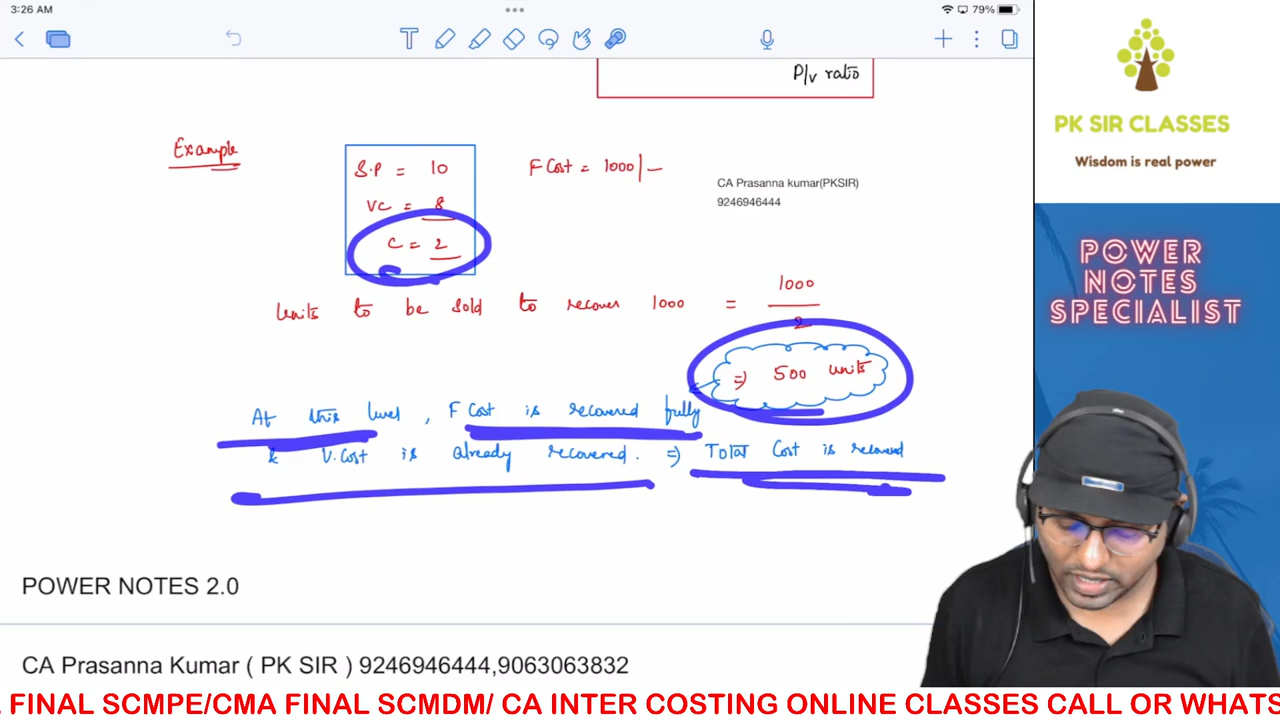 3:26 AM
79%
P/V ratio
Example
S.P = 10
F Cost = 1000/-
VC = 8
C = 2
CA Prasanna kumar(PKSIR)
9246946444
units to be sold to recover 1000 = 1000
2
=> 500 units
At this level, F Cost is recovered fully
& V.Cost is already recovered. => Total Cost is recovered
POWER NOTES 2.0
CA Prasanna Kumar ( PK SIR ) 9246946444,9063063832
PK SIR CLASSES
Wisdom is real power
POWER
NOTES
SPECIALIST
FINAL SCMPE/CMA FINAL SCMDM/ CA INTER COSTING ONLINE CLASSES CALL OR WHATS